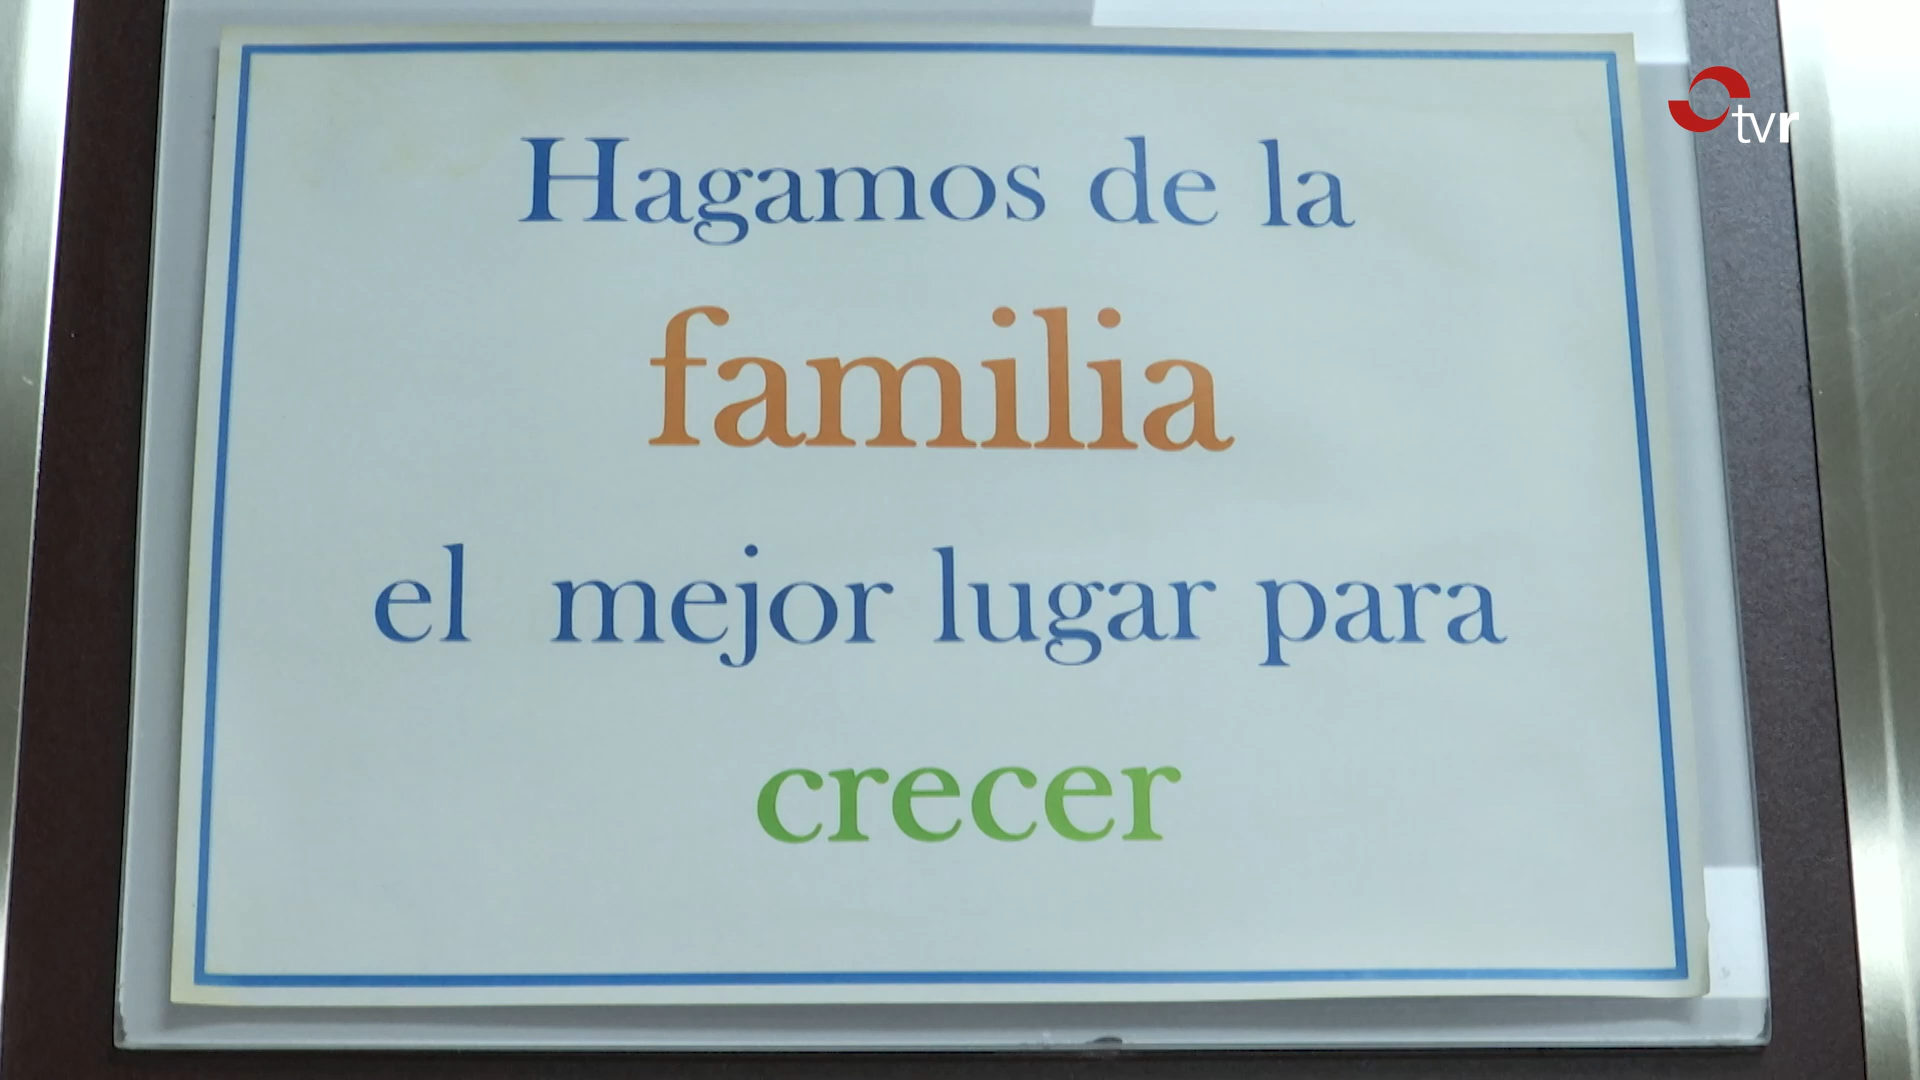 tvr
Hagamos de la
familia
el mejor lugar para
crecer